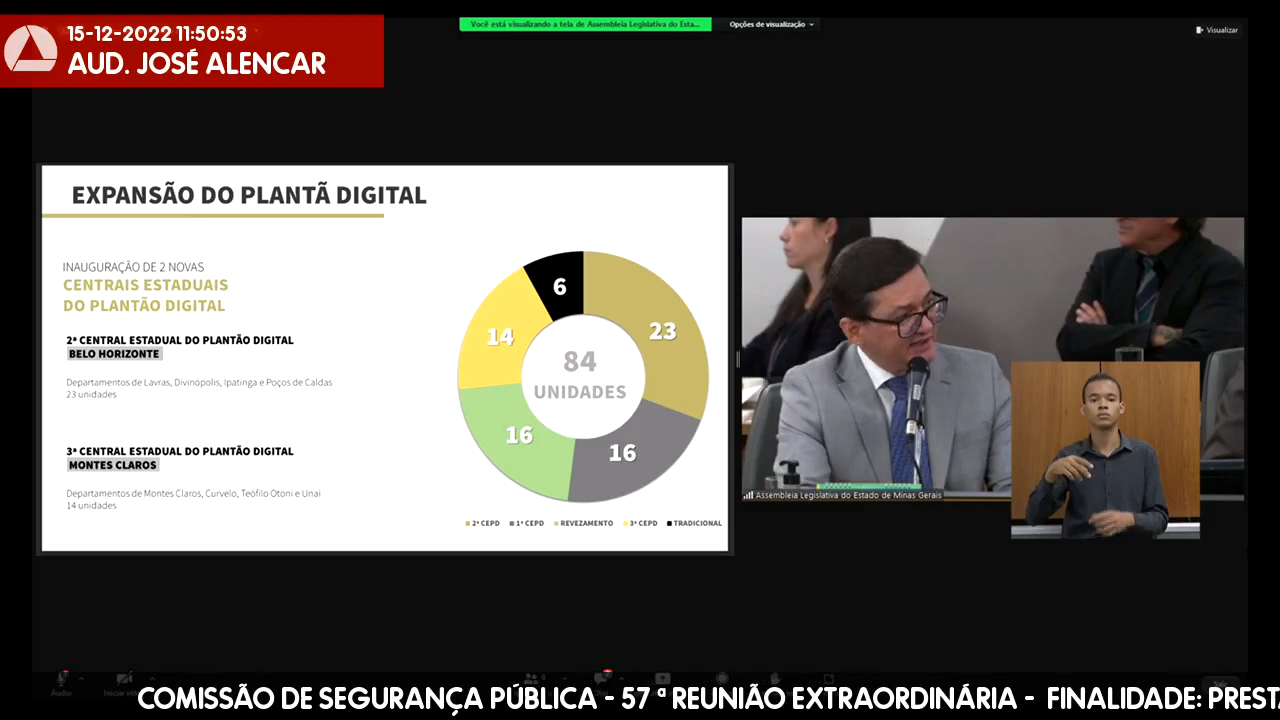 15-12-2022 11:50:53
AUD. JOSÉ ALENCAR
Você está visualizando a tela de Assembleia Legislativa do Esta...
Opções de visualização
Visualizar
EXPANSÃO DO PLANTÃ DIGITAL
INAUGURAÇÃO DE 2 NOVAS
CENTRAIS ESTADUAIS
DO PLANTÃO DIGITAL
2ª CENTRAL ESTADUAL DO PLANTÃO DIGITAL
BELO HORIZONTE
Departamentos de Lavras, Divinópolis, Ipatinga e Poços de Caldas
23 unidades
3ª CENTRAL ESTADUAL DO PLANTÃO DIGITAL
MONTES CLAROS
Departamentos de Montes Claros, Curvelo, Teófilo Otoni e Unaí
14 unidades
6
23
14
84
UNIDADES
16
16
2ª CEPD 1ª CEPD REVEZAMENTO 3ª CEPD TRADICIONAL
Assembleia Legislativa do Estado de Minas Gerais
Áudio
Iniciar
COMISSÃO DE SEGURANÇA PÚBLICA - 57 ª REUNIÃO EXTRAORDINÁRIA - FINALIDADE: PREST